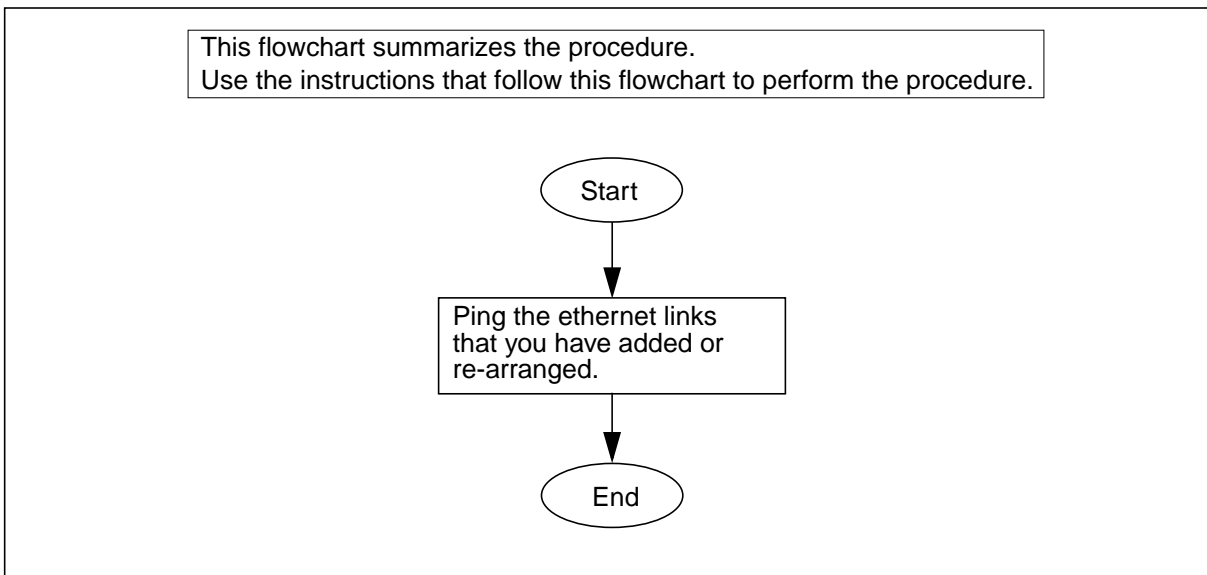 This flowchart summarizes the procedure.
Use the instructions that follow this flowchart to perform the procedure.
Start
Ping the ethernet links
that you have added or
re-arranged.
End